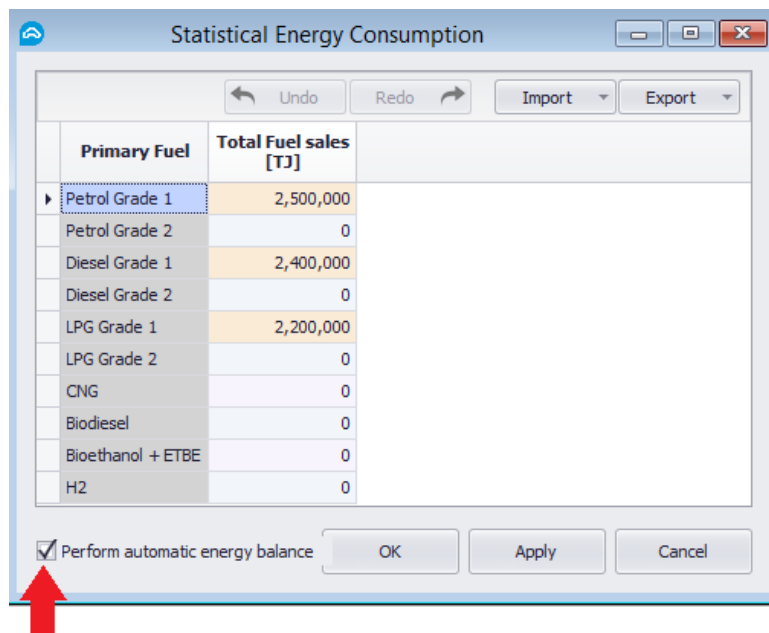 Statistical Energy Consumption
Undo Redo Import Export
Primary Fuel Total Fuel sales
[TJ]
Petrol Grade 1 2,500,000
Petrol Grade 2 0
Diesel Grade 1 2,400,000
Diesel Grade 2 0
LPG Grade 1 2,200,000
LPG Grade 2 0
CNG 0
Biodiesel 0
Bioethanol + ETBE 0
H2 0
Perform automatic energy balance OK Apply Cancel